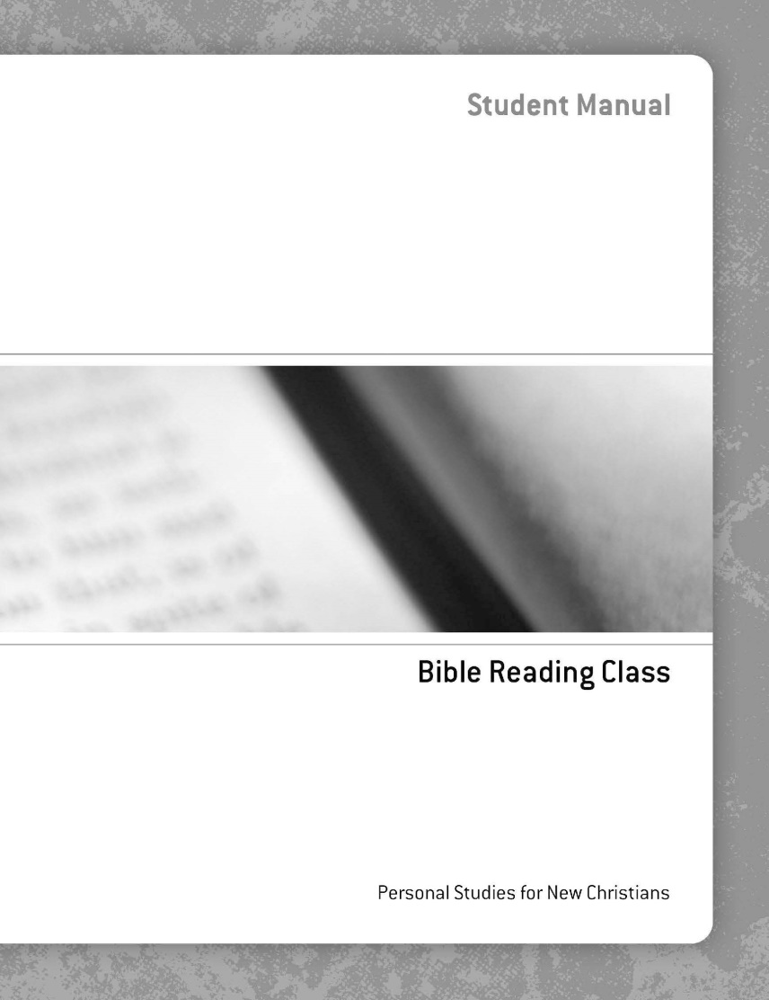 Student Manual
Bible Reading Class
Personal Studies for New Christians